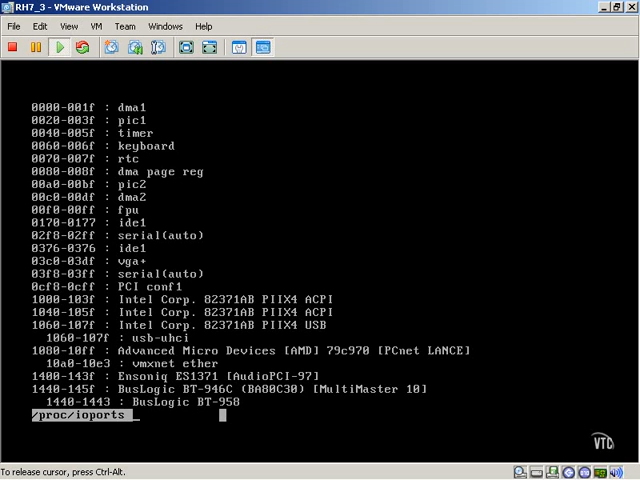 RH7_3 - VMware Workstation
File Edit View VM Team Windows Help
0000-001f : dma1
0020-003f : pic1
0040-005f : timer
0060-006f : keyboard
0070-007f : rtc
0080-008f : dma page reg
00a0-00bf : pic2
00c0-00df : dma2
00f0-00ff : fpu
0170-0177 : ide1
02f8-02ff : serial(auto)
0376-0376 : ide1
03c0-03df : vga+
03f8-03ff : serial(auto)
0cf8-0cff : PCI conf1
1000-103f : Intel Corp. 82371AB PIIX4 ACPI
1040-105f : Intel Corp. 82371AB PIIX4 ACPI
1060-107f : Intel Corp. 82371AB PIIX4 USB
1060-107f : usb-uhci
1080-10ff : Advanced Micro Devices [AMD] 79c970 [PCnet LANCE]
10a0-10e3 : vmxnet ether
1400-143f : Ensoniq ES1371 [AudioPCI-97]
1440-145f : BusLogic BT-946C (BA80C30) [MultiMaster 10]
1440-1443 : BusLogic BT-958
/proc/ioports _
VTC
To release cursor, press Ctrl-Alt.